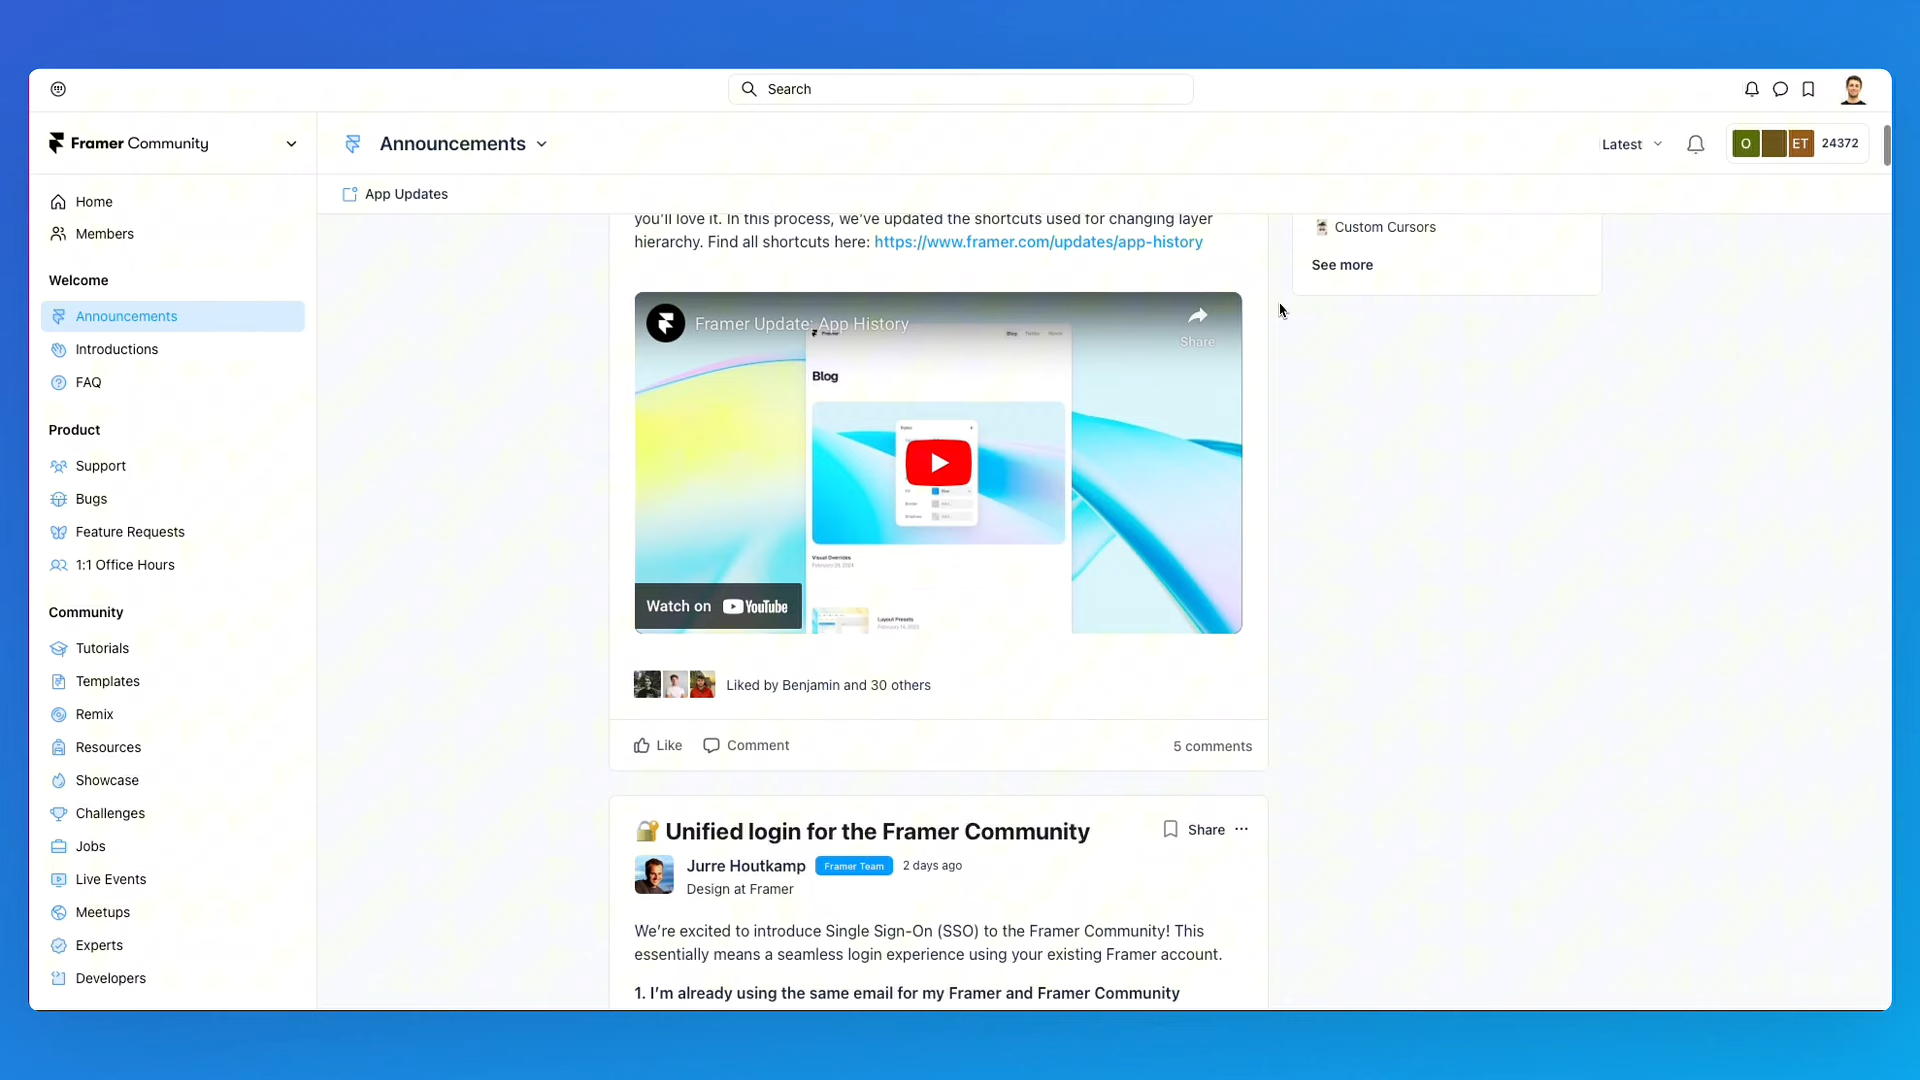 Search
Framer Community
Announcements
Latest
O
ET
24372
App Updates
Home
Members
Welcome
Announcements
Introductions
FAQ
Product
Support
Bugs
Feature Requests
1:1 Office Hours
Community
Tutorials
Templates
Remix
Resources
Showcase
Challenges
Jobs
Live Events
Meetups
Experts
Developers
you'll love it. In this process, we've updated the shortcuts used for changing layer
hierarchy. Find all shortcuts here: https://www.framer.com/updates/app-history
Framer Update: App History
Share
Blog
Visual Overrides
Layout Presets
Watch on YouTube
Liked by Benjamin and 30 others
Like
Comment
5 comments
🔐 Unified login for the Framer Community
Share
Jurre Houtkamp
Framer Team
2 days ago
Design at Framer
We're excited to introduce Single Sign-On (SSO) to the Framer Community! This
essentially means a seamless login experience using your existing Framer account.
1. I'm already using the same email for my Framer and Framer Community
Custom Cursors
See more